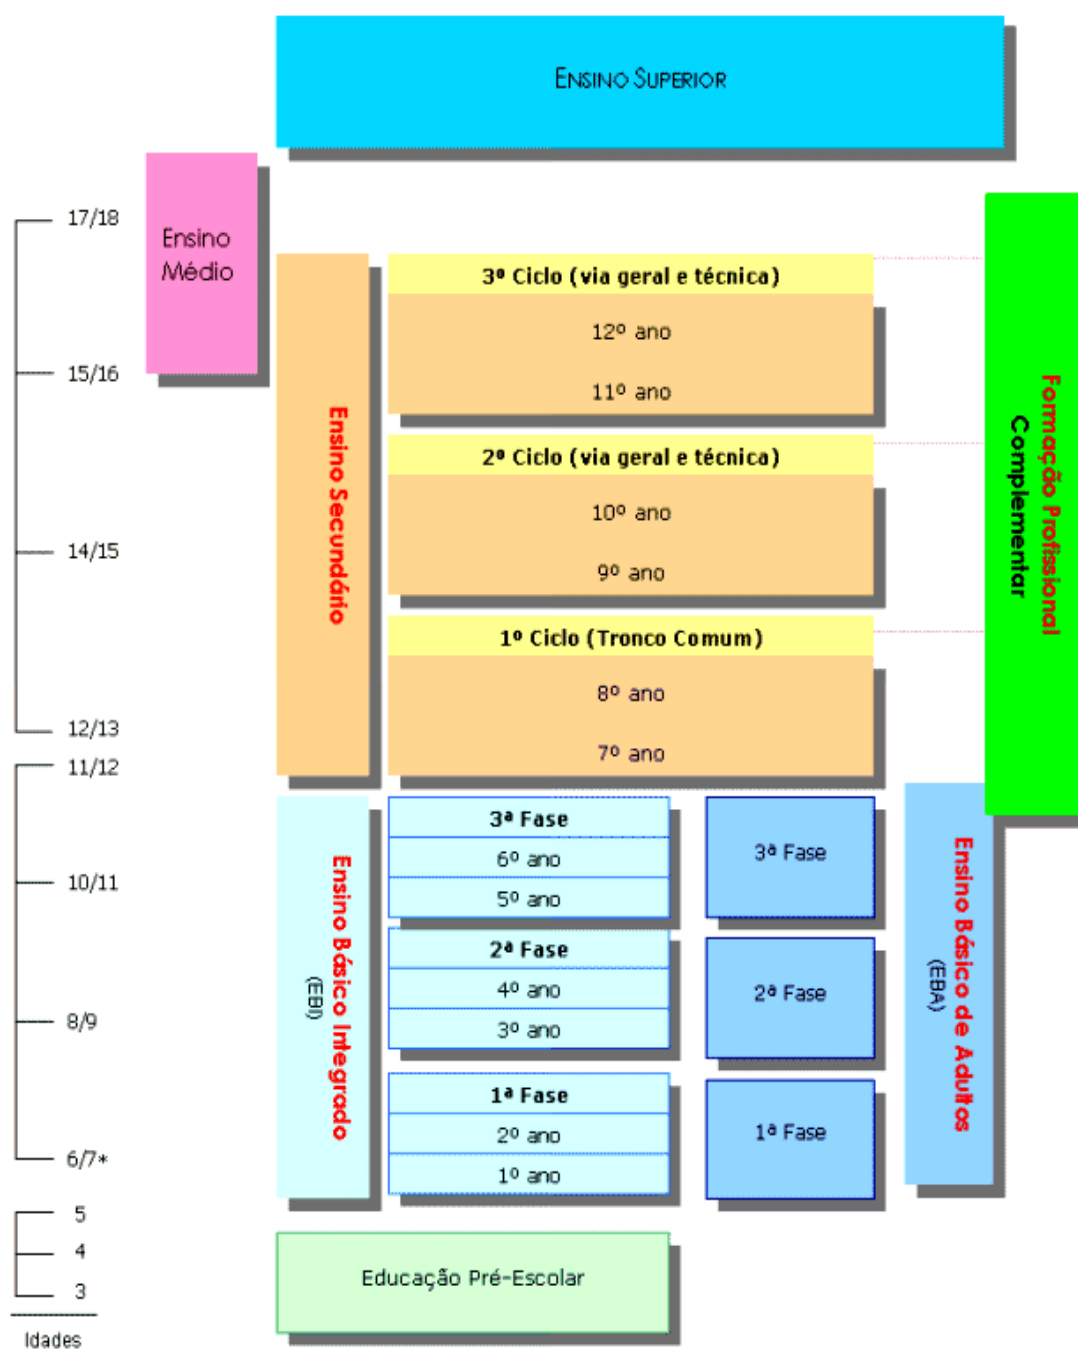 ENSINO SUPERIOR
17/18
Ensino
Médio
3º Ciclo (via geral e técnica)
12º ano
15/16
11º ano
Ensino Secundário
Formação Profissional
Complementar
2º Ciclo (via geral e técnica)
10º ano
14/15
9º ano
1º Ciclo (Tronco Comum)
8º ano
12/13
7º ano
11/12
3ª Fase
6º ano
5º ano
3ª Fase
10/11
Ensino Básico Integrado
(EBI)
Ensino Básico de Adultos
(EBA)
2ª Fase
4º ano
3º ano
2ª Fase
8/9
1ª Fase
2º ano
1º ano
1ª Fase
6/7*
5
4
3
Educação Pré-Escolar
Idades